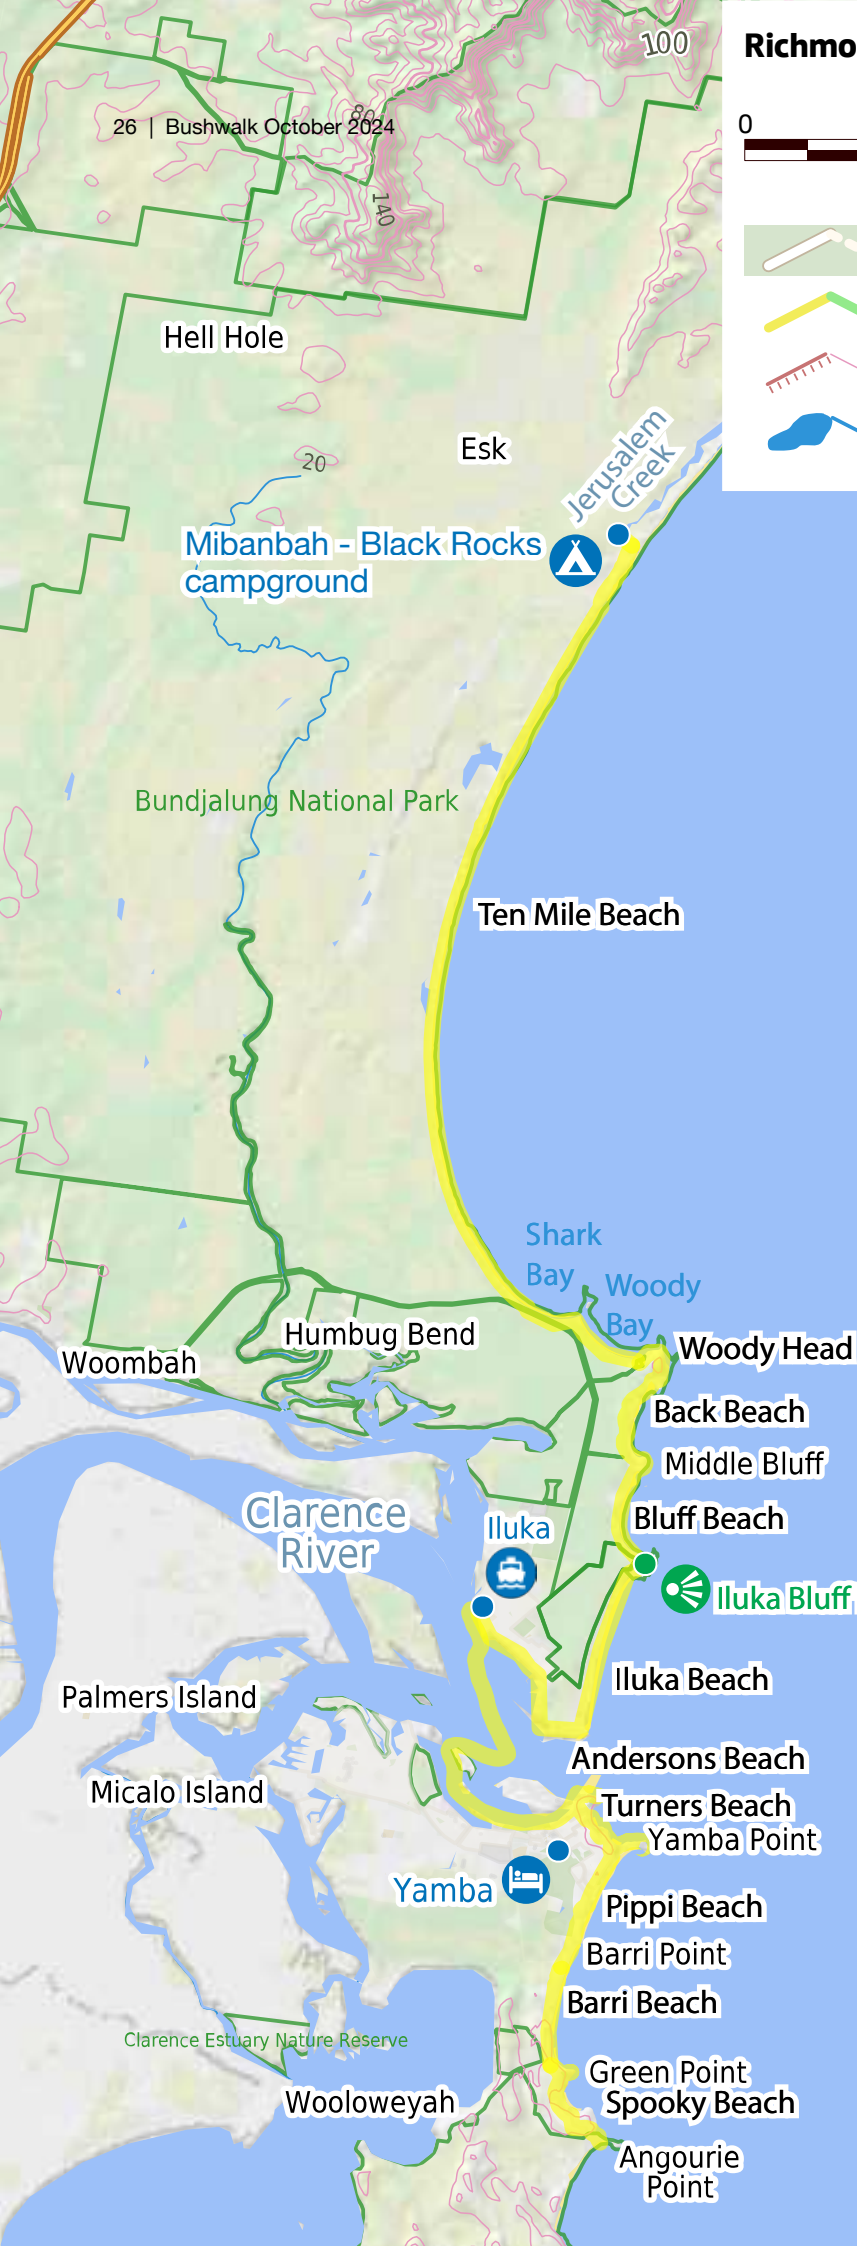 100
Richmo
0
80
26 | Bushwalk October 2024
140
Hell Hole
Esk
20
Jerusalem
Creek
Mibanbah - Black Rocks
campground
Bundjalung National Park
Ten Mile Beach
Shark
Bay
Woody
Bay
Humbug Bend
Woombah
Woody Head
Back Beach
Middle Bluff
Clarence
River
Iluka
Bluff Beach
Iluka Bluff
Iluka Beach
Palmers Island
Andersons Beach
Micalo Island
Turners Beach
Yamba Point
Yamba
Pippi Beach
Barri Point
Barri Beach
Clarence Estuary Nature Reserve
Green Point
Wooloweyah
Spooky Beach
Angourie
Point